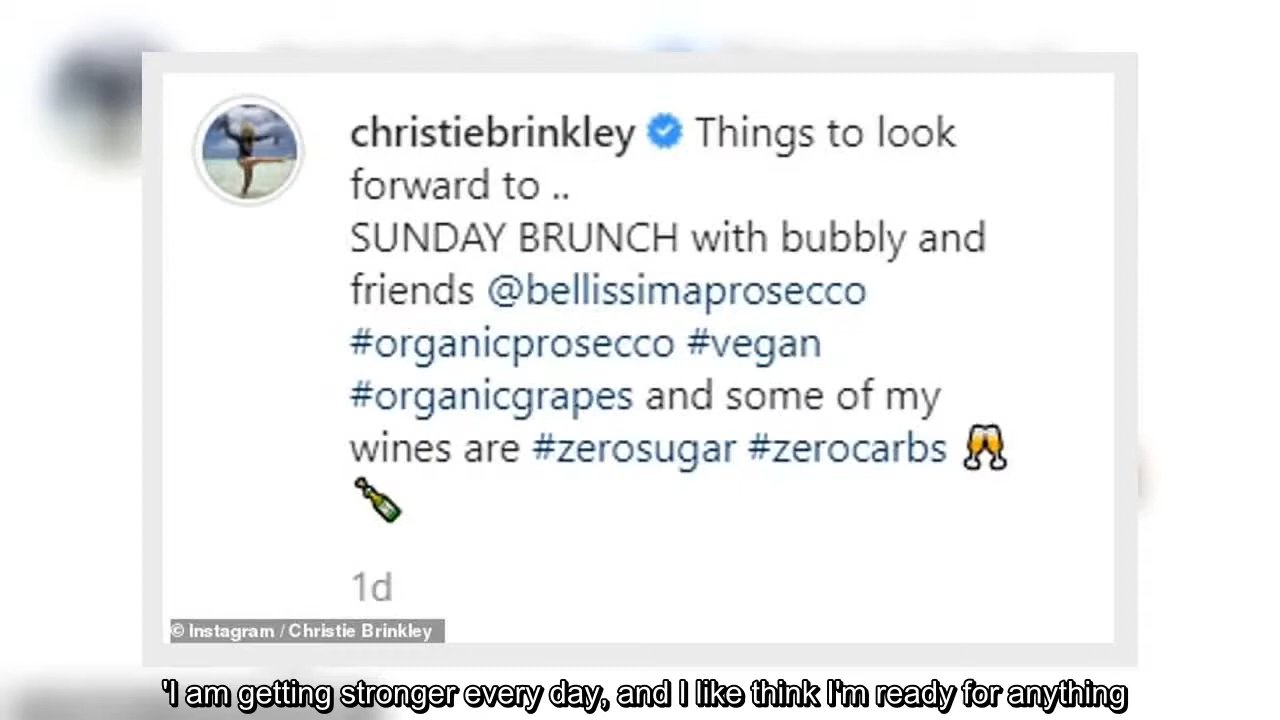 christiebrinkley Things to look
forward to ..
SUNDAY BRUNCH with bubbly and
friends @bellissimaprosecco
#organicprosecco #vegan
#organicgrapes and some of my
wines are #zerosugar #zerocarbs 🥂
🍾
1d
© Instagram / Christie Brinkley
'I am getting stronger every day, and I like think I'm ready for anything